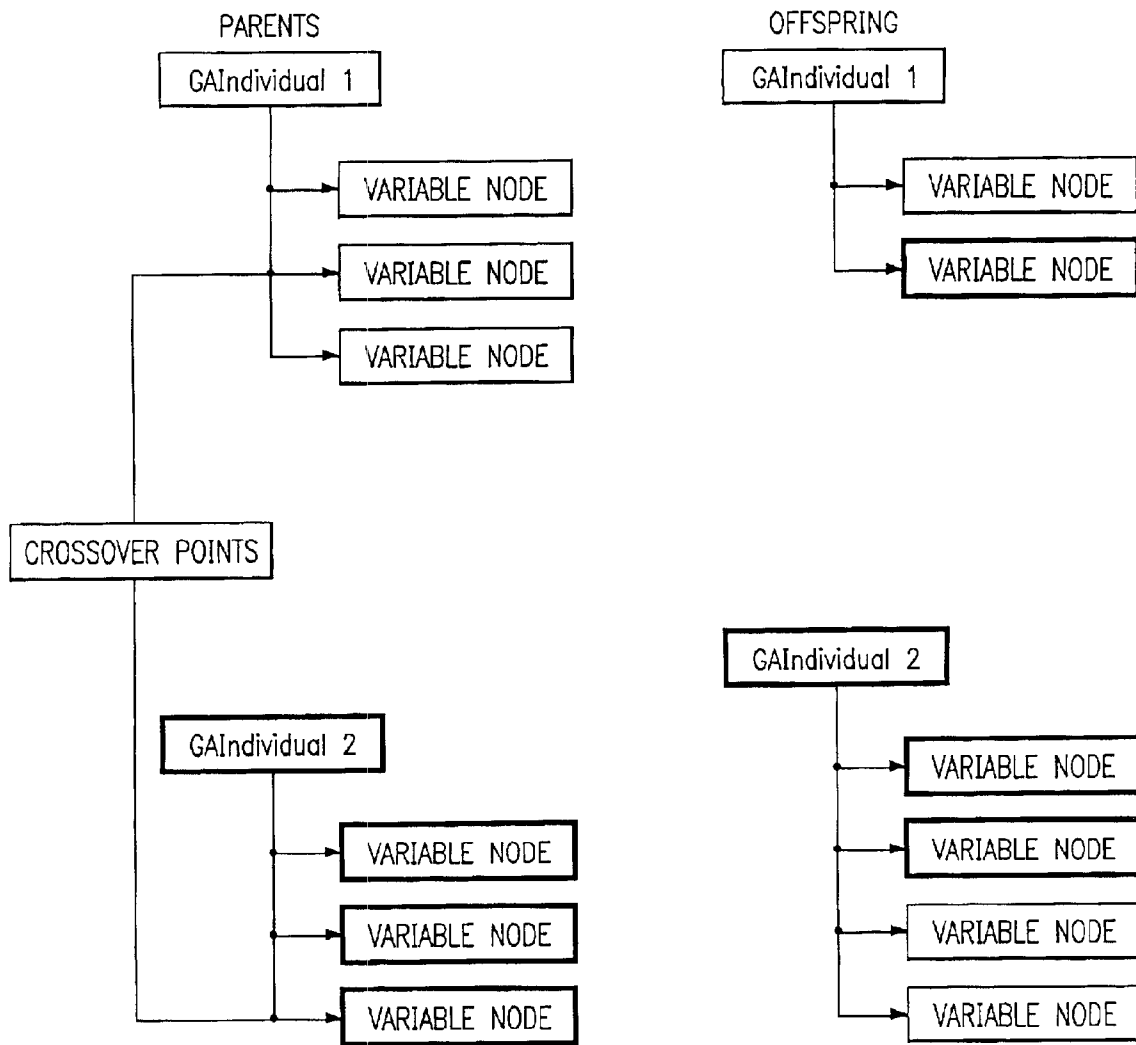 PARENTS
GAIndividual 1
VARIABLE NODE
VARIABLE NODE
VARIABLE NODE
CROSSOVER POINTS
GAIndividual 2
VARIABLE NODE
VARIABLE NODE
VARIABLE NODE
OFFSPRING
GAIndividual 1
VARIABLE NODE
VARIABLE NODE
GAIndividual 2
VARIABLE NODE
VARIABLE NODE
VARIABLE NODE
VARIABLE NODE